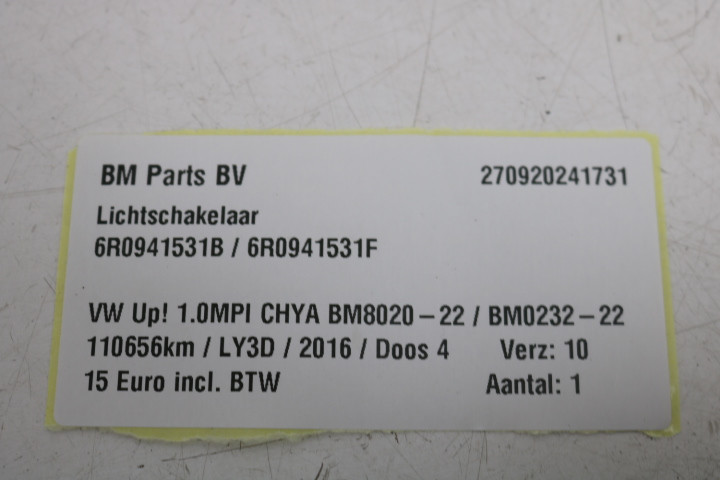 BM Parts BV 270920241731
Lichtschakelaar
6R0941531B / 6R0941531F
VW Up! 1.0MPI CHYA BM8020-22 / BM0232-22
110656km / LY3D / 2016 / Doos 4 Verz: 10
15 Euro incl. BTW Aantal: 1